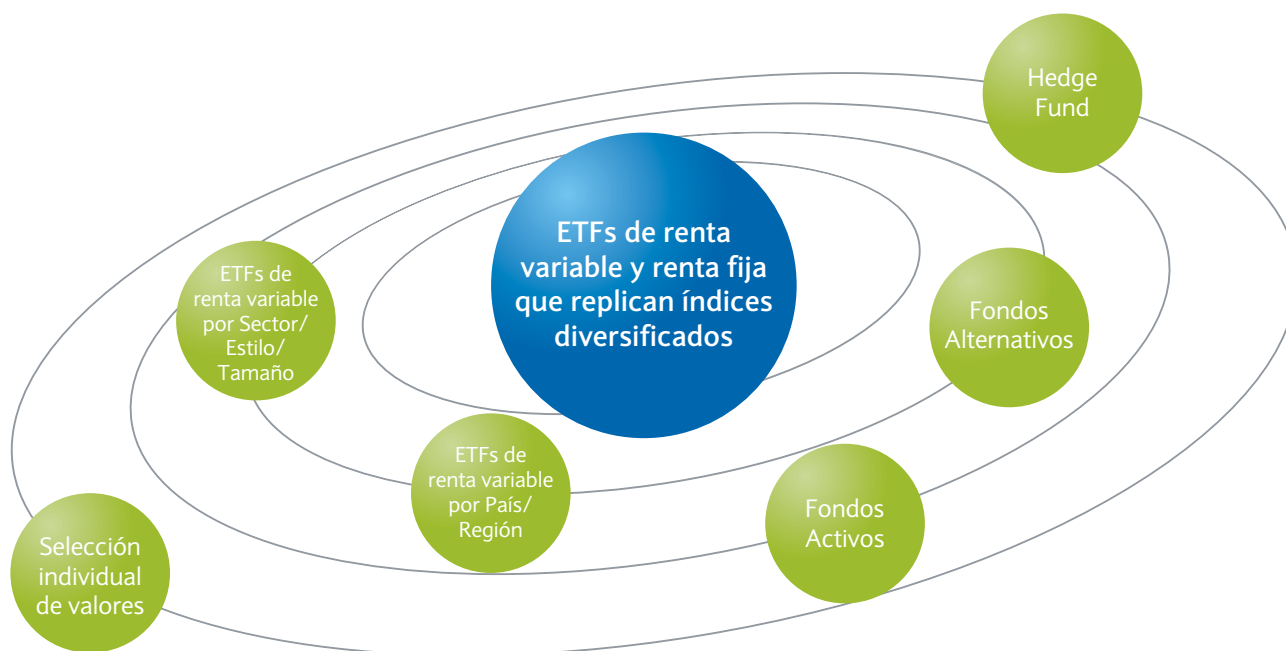 Hedge
Fund
ETFs de renta
variable y renta fija
que replican índices
diversificados
ETFs de
renta variable
por Sector/
Estilo/
Tamaño
Fondos
Alternativos
ETFs de
renta variable
por País/
Región
Fondos
Activos
Selección
individual
de valores